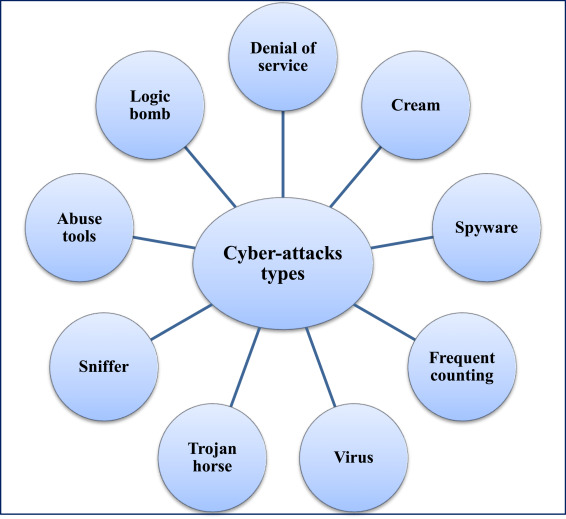 Denial of
service
Cream
Spyware
Frequent
counting
Virus
Trojan
horse
Sniffer
Abuse
tools
Logic
bomb
Cyber-attacks
types